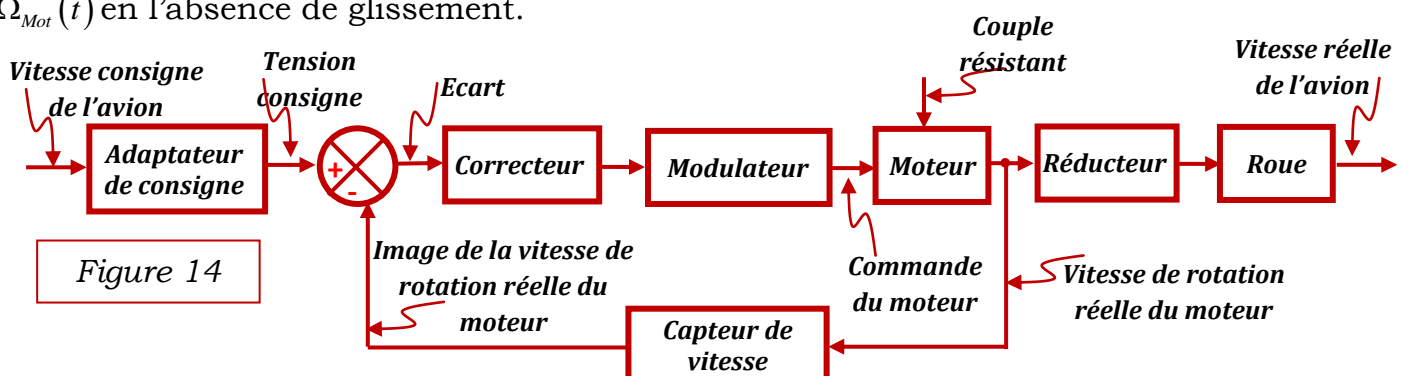 Ω_Mot (t) en l'absence de glissement.
Vitesse consigne
de l'avion
Tension
consigne
Ecart
Couple
résistant
Vitesse réelle
de l'avion
Adaptateur
de consigne
+
-
Correcteur
Modulateur
Moteur
Réducteur
Roue
Figure 14
Image de la vitesse de
rotation réelle du
moteur
Commande
du moteur
Vitesse de rotation
réelle du moteur
Capteur de
vitesse